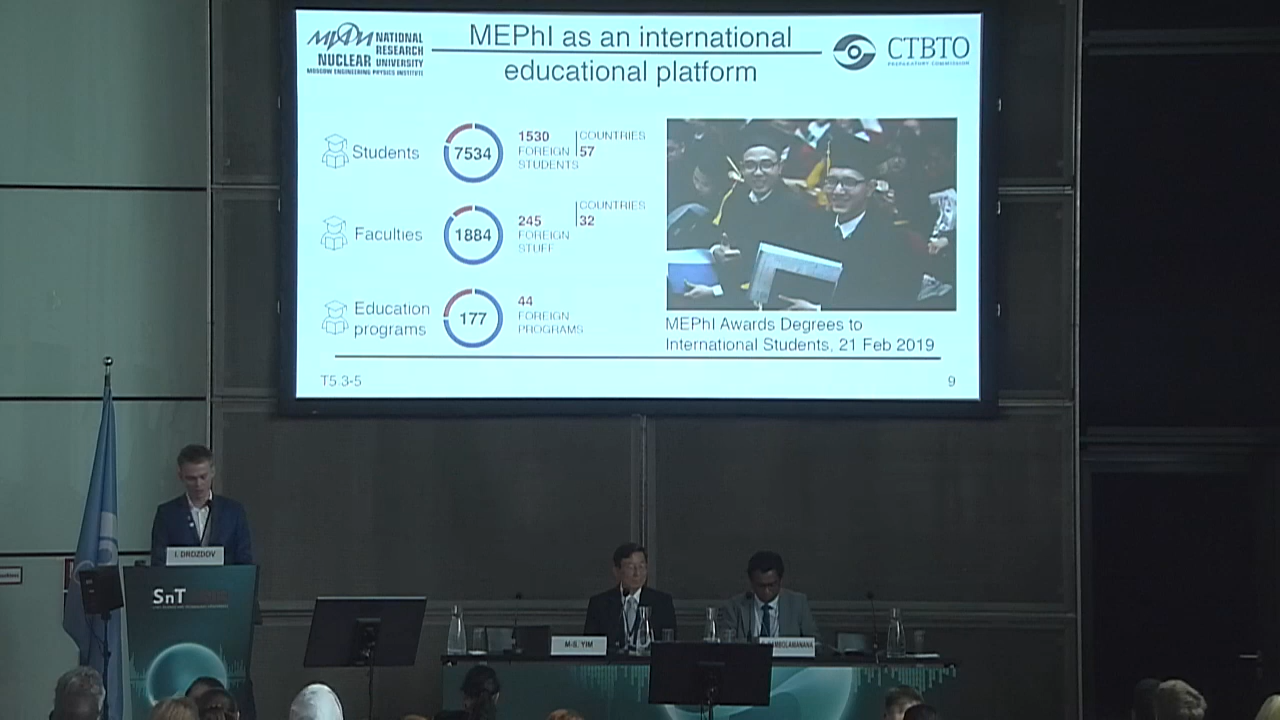 MEPhI as an international
educational platform
NATIONAL
RESEARCH
NUCLEAR UNIVERSITY
MOSCOW ENGINEERING PHYSICS INSTITUTE
CTBTO
PREPARATORY COMMISSION
Students
7534
1530
FOREIGN
STUDENTS
COUNTRIES
57
Faculties
1884
245
FOREIGN
STUFF
COUNTRIES
32
Education
programs
177
44
FOREIGN
PROGRAMS
MEPhI Awards Degrees to
International Students, 21 Feb 2019
T5.3-5
9
I. DROZDOV
SnT
M-S. YIM